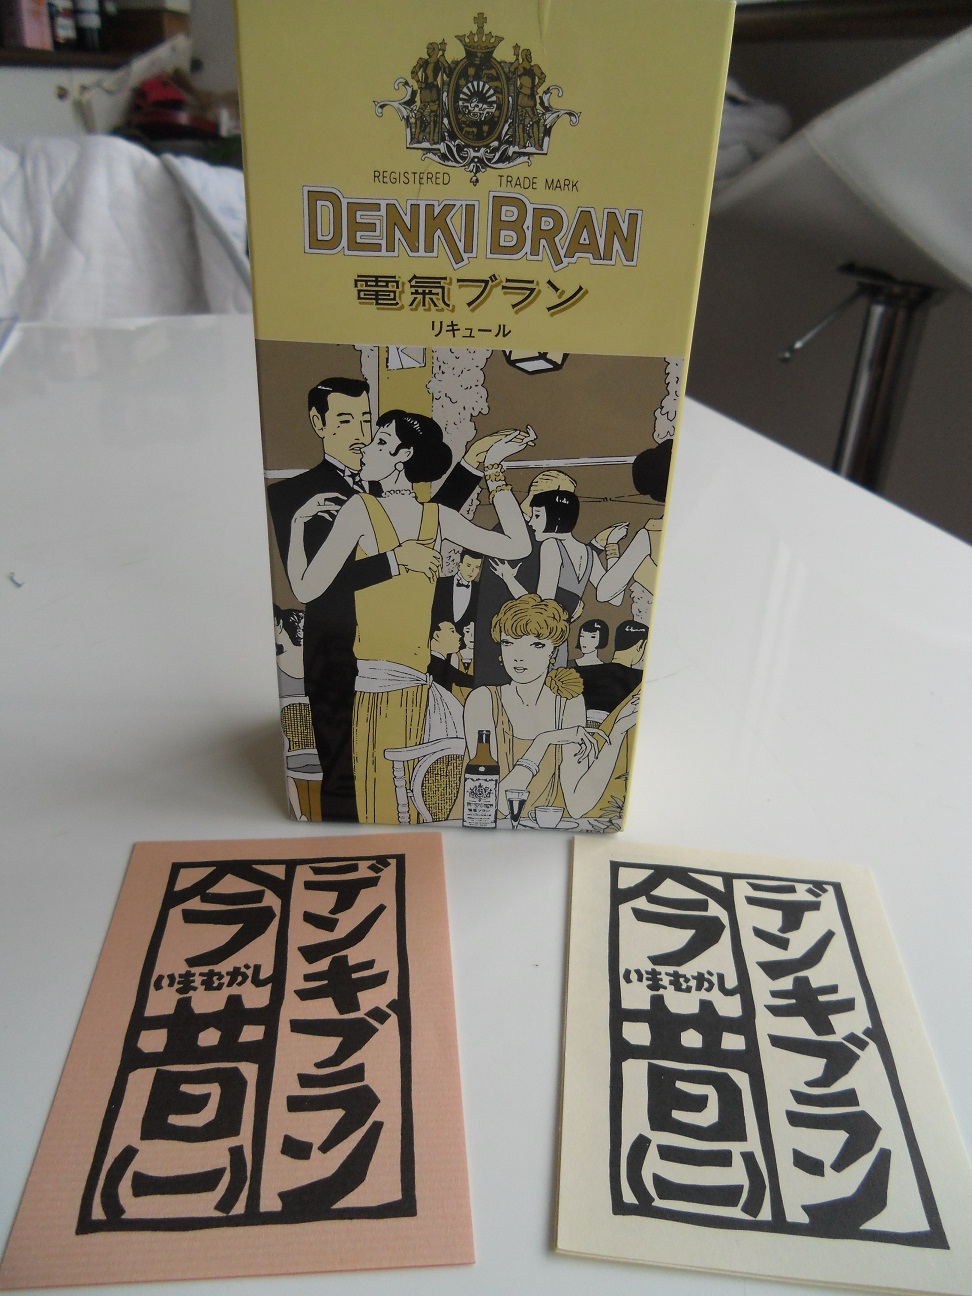 REGISTERED TRADE MARK
DENKI BRAN
電氣ブラン
リキュール
デンキブラン
今昔(一)
いまむかし
デンキブラン
今昔(二)
いまむかし